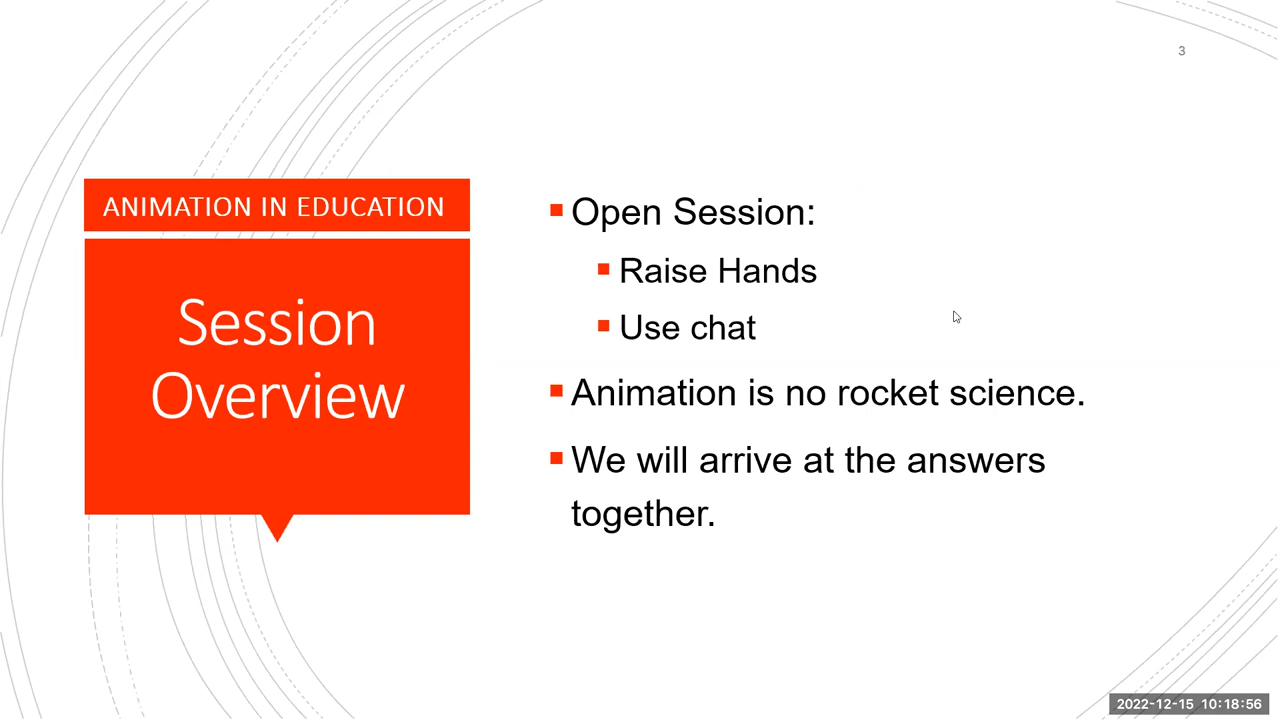 3
ANIMATION IN EDUCATION
Session
Overview
Open Session:
Raise Hands
Use chat
Animation is no rocket science.
We will arrive at the answers
together.
2022-12-15 10:18:56